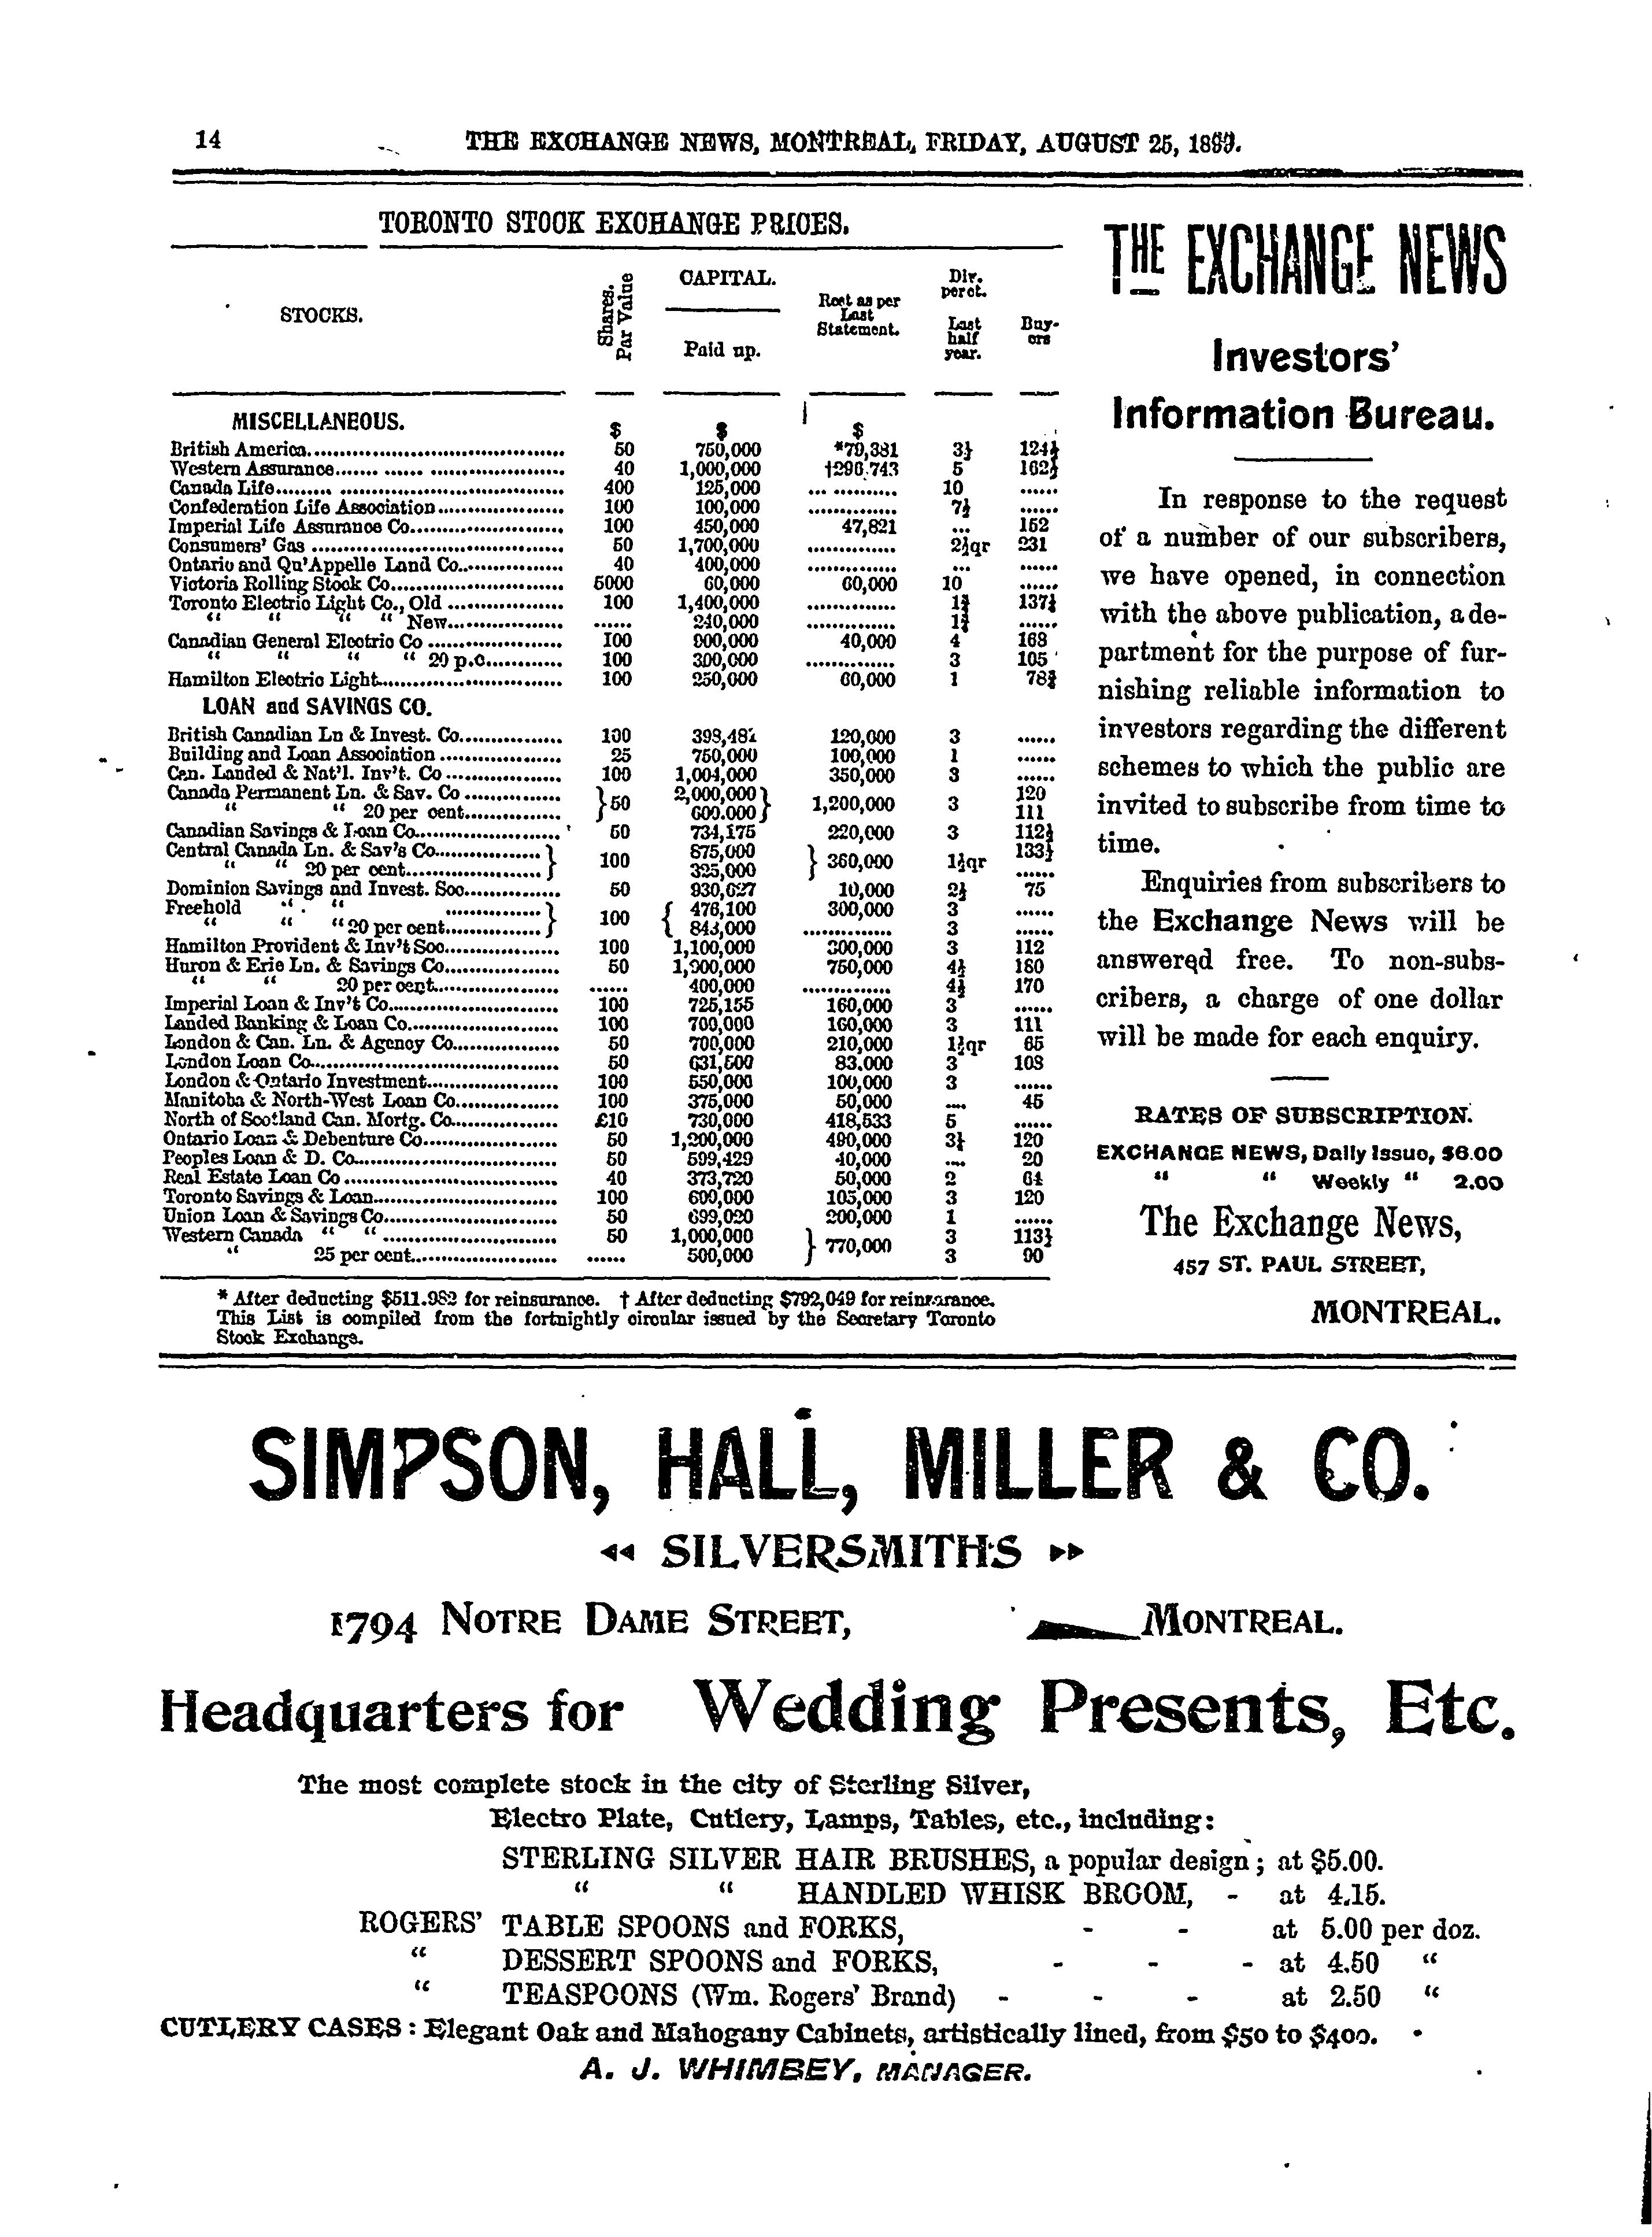 14 THE EXCHANGE NEWS, MONTREAL, FRIDAY, AUGUST 25, 1899.
TORONTO STOCK EXCHANGE PRICES.
STOCKS.
Shares. Par Value
CAPITAL.
Paid up.
Rest as per
Last
Statement.
Div.
per ct.
Last
half
year.
Buy-
ers
MISCELLANEOUS. $ $ $
British America 50 750,000 *79,381 3½ 124½
Western Assurance 40 1,000,000 †296,743 5 162½
Canada Life 400 125,000 ... 10 ......
Confederation Life Association 100 100,000 ............. 7½ ......
Imperial Life Assurance Co. 100 450,000 47,821 ... 152
Consumers' Gas 50 1,700,000 ............. 2½qr 231
Ontario and Qu'Appelle Land Co. 40 400,000 ............. ... ......
Victoria Rolling Stock Co. 5000 60,000 60,000 10 ......
Toronto Electric Light Co., Old 100 1,400,000 ............. 1¾ 137½
“ “ “ “ New ...... 240,000 ............. 1¾ ......
Canadian General Electric Co 100 900,000 40,000 4 168
“ “ “ “ 20 p.c. 100 300,000 ............. 3 105
Hamilton Electric Light 100 250,000 60,000 1 78¾
LOAN and SAVINGS CO.
British Canadian Ln & Invest. Co. 100 398,481 120,000 3 ......
Building and Loan Association 25 750,000 100,000 1 ......
Can. Landed & Nat'l. Inv't. Co 100 1,004,000 350,000 3 ......
Canada Permanent Ln. & Sav. Co } 50 2,000,000 } 1,200,000 3 120
“ “ 20 per cent. 600.000 111
Canadian Savings & Loan Co. 50 734,175 220,000 3 112½
Central Canada Ln. & Sav's Co. } 100 875,000 } 360,000 1½qr 133½
“ “ 20 per cent. 325,000 ......
Dominion Savings and Invest. Soc. 50 930,627 10,000 2½ 75
Freehold “ . “ } 100 { 476,100 300,000 3 ......
“ “ “ 20 per cent. 843,000 ............. 3 ......
Hamilton Provident & Inv't Soc. 100 1,100,000 300,000 3 112
Huron & Erie Ln. & Savings Co. 50 1,000,000 750,000 4½ 180
“ “ 20 per cent. ...... 400,000 ............. 4½ 170
Imperial Loan & Inv't Co. 100 725,155 160,000 3 ......
Landed Banking & Loan Co. 100 700,000 160,000 3 111
London & Can. Ln. & Agency Co. 50 700,000 210,000 1½qr 65
London Loan Co. 50 631,500 83.000 3 108
London & Ontario Investment 100 550,000 100,000 3 ......
Manitoba & North-West Loan Co. 100 375,000 50,000 .... 45
North of Scotland Can. Mortg. Co. £10 730,000 418,533 5 ......
Ontario Loan & Debenture Co. 50 1,200,000 490,000 3½ 120
Peoples Loan & D. Co. 50 599,429 40,000 .... 20
Real Estate Loan Co 40 373,720 50,000 2 64
Toronto Savings & Loan 100 600,000 105,000 3 120
Union Loan & Savings Co. 50 699,020 200,000 1 ......
Western Canada “ “ 50 1,000,000 } 770,000 3 113½
“ 25 per cent. ...... 500,000 3 90
* After deducting $511.982 for reinsurance. † After deducting $792,049 for reinsurance.
This List is compiled from the fortnightly circular issued by the Secretary Toronto
Stock Exchange.
THE EXCHANGE NEWS
Investors'
Information Bureau.
In response to the request
of a number of our subscribers,
we have opened, in connection
with the above publication, a de-
partment for the purpose of fur-
nishing reliable information to
investors regarding the different
schemes to which the public are
invited to subscribe from time to
time.
Enquiries from subscribers to
the Exchange News will be
answered free. To non-subs-
cribers, a charge of one dollar
will be made for each enquiry.
RATES OF SUBSCRIPTION.
EXCHANGE NEWS, Daily Issue, $6.00
“ “ Weekly “ 2.00
The Exchange News,
457 ST. PAUL STREET,
MONTREAL.
SIMPSON, HALL, MILLER & CO.
SILVERSMITHS
1794 NOTRE DAME STREET, MONTREAL.
Headquarters for Wedding Presents, Etc.
The most complete stock in the city of Sterling Silver,
Electro Plate, Cutlery, Lamps, Tables, etc., including:
STERLING SILVER HAIR BRUSHES, a popular design; at $5.00.
“ “ HANDLED WHISK BROOM, - at 4.15.
ROGERS' TABLE SPOONS and FORKS, - - at 5.00 per doz.
“ DESSERT SPOONS and FORKS, - - - at 4.50 “
“ TEASPOONS (Wm. Rogers' Brand) - - - at 2.50 “
CUTLERY CASES: Elegant Oak and Mahogany Cabinets, artistically lined, from $50 to $400.
A. J. WHIMBEY, MANAGER.